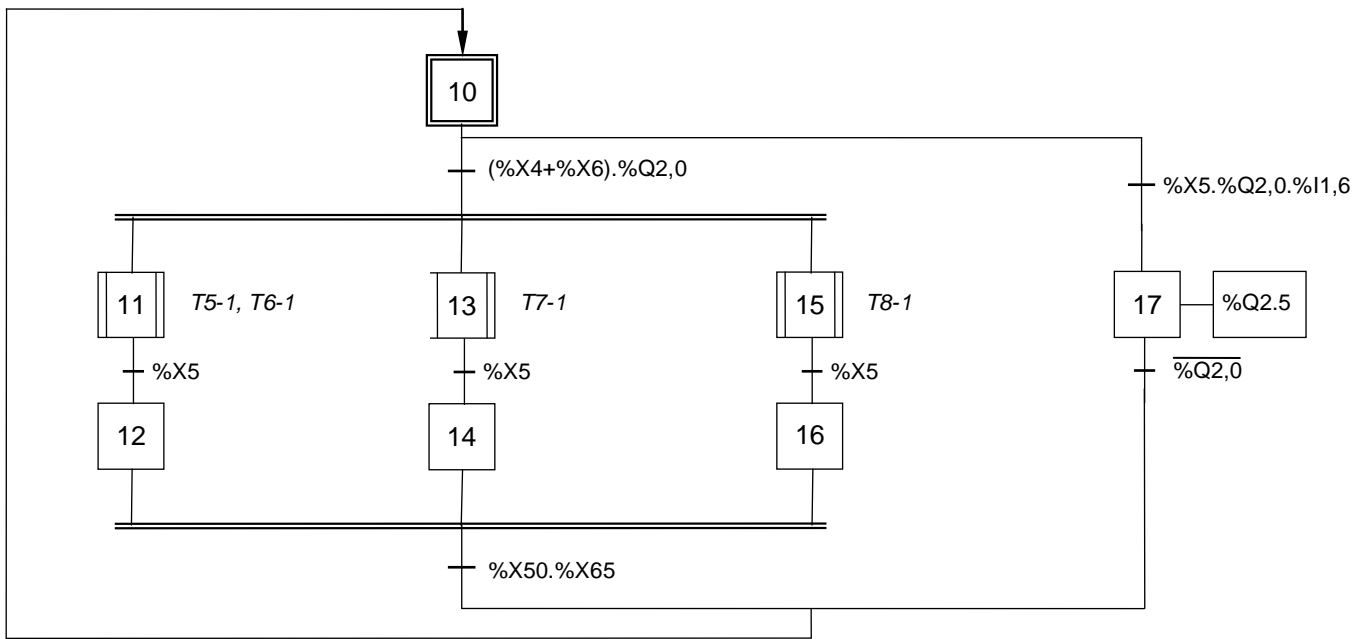 10
(%X4+%X6).%Q2,0
%X5.%Q2,0.%I1,6
11 T5-1, T6-1
13 T7-1
15 T8-1
17 %Q2.5
%X5
%X5
%X5
%Q2,0
12
14
16
%X50.%X65